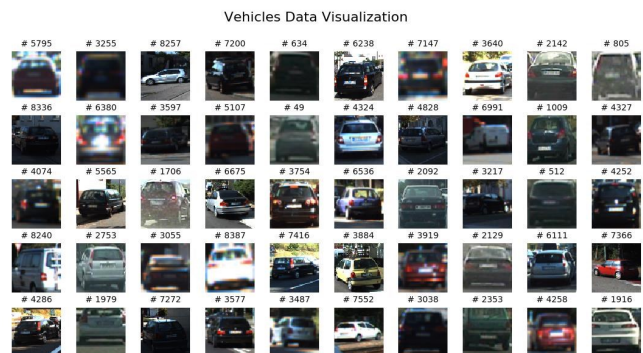 Vehicles Data Visualization
# 5795 # 3255 # 8257 # 7200 # 634 # 6238 # 7147 # 3640 # 2142 # 805
# 8336 # 6380 # 3597 # 5107 # 49 # 4324 # 4828 # 6991 # 1009 # 4327
# 4074 # 5565 # 1706 # 6675 # 3754 # 6536 # 2092 # 3217 # 512 # 4252
# 8240 # 2753 # 3055 # 8387 # 7416 # 3884 # 3919 # 2129 # 6111 # 7366
# 4286 # 1979 # 7272 # 3577 # 3487 # 7552 # 3038 # 2353 # 4258 # 1916